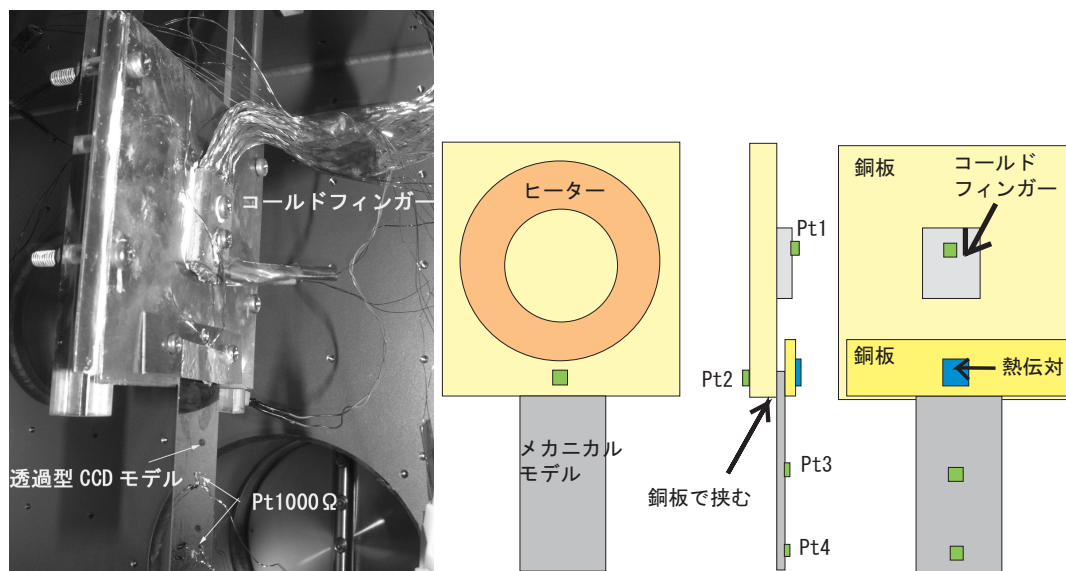 コールドフィンガー
透過型 CCD モデル
Pt1000Ω
ヒーター
メカニカル
モデル
Pt1
Pt2
Pt3
Pt4
銅板で挟む
銅板
コールド
フィンガー
銅板
熱伝対